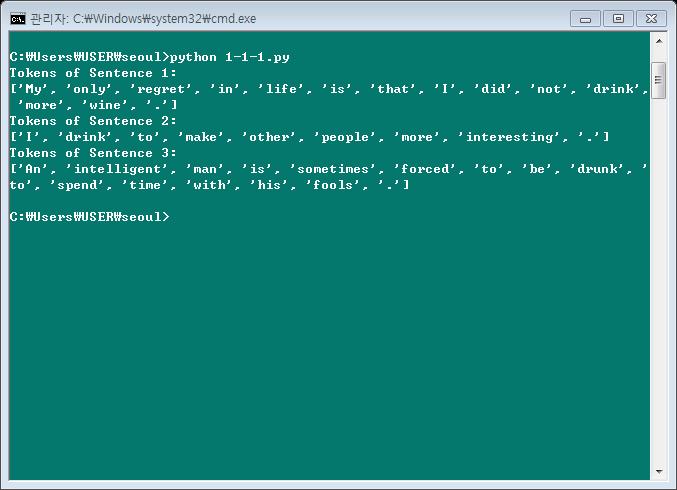 관리자: C:\Windows\system32\cmd.exe
C:₩Users₩USER₩seoul>python 1-1-1.py
Tokens of Sentence 1:
['My', 'only', 'regret', 'in', 'life', 'is', 'that', 'I', 'did', 'not', 'drink',
'more', 'wine', '.']
Tokens of Sentence 2:
['I', 'drink', 'to', 'make', 'other', 'people', 'more', 'interesting', '.']
Tokens of Sentence 3:
['An', 'intelligent', 'man', 'is', 'sometimes', 'forced', 'to', 'be', 'drunk', '
to', 'spend', 'time', 'with', 'his', 'fools', '.']
C:₩Users₩USER₩seoul>